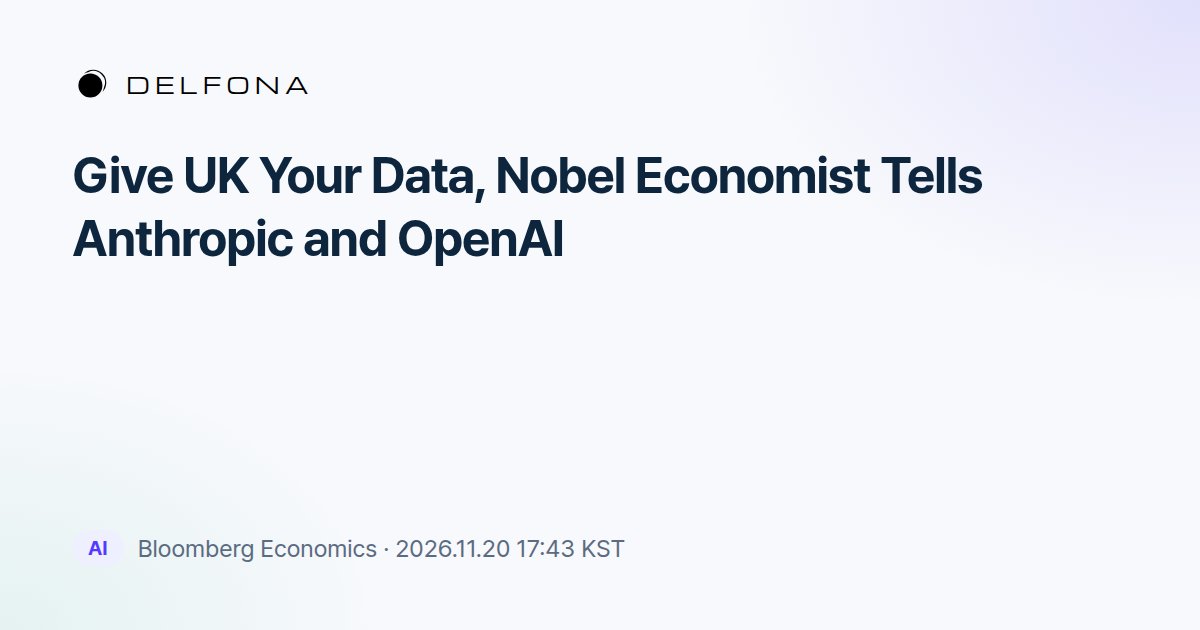 DELFONA
Give UK Your Data, Nobel Economist Tells
Anthropic and OpenAI
AI Bloomberg Economics · 2026.11.20 17:43 KST